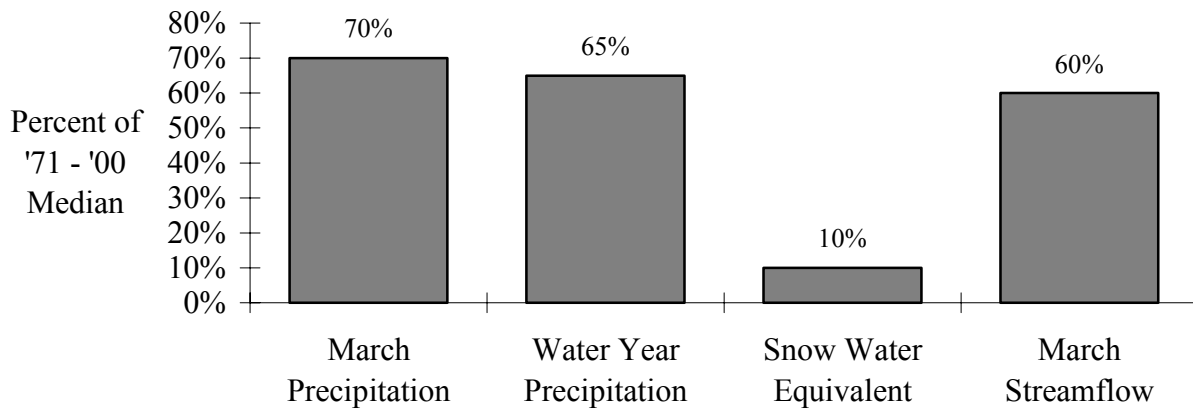 80%
70%
60%
50%
40%
30%
20%
10%
0%
Percent of
'71 - '00
Median
70%
65%
10%
60%
March
Precipitation
Water Year
Precipitation
Snow Water
Equivalent
March
Streamflow